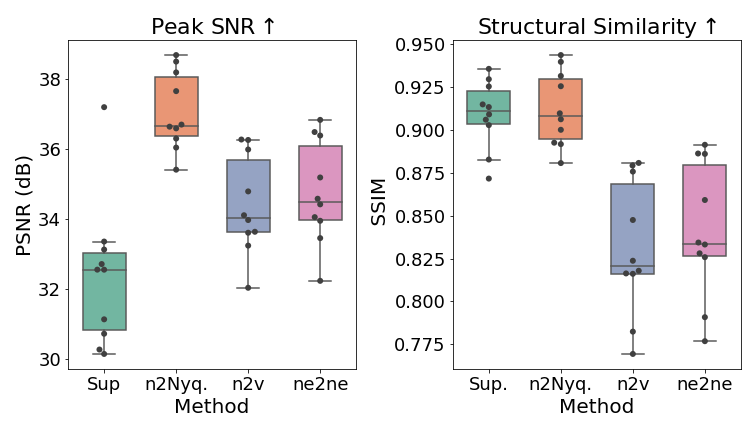 Peak SNR ↑
PSNR (dB)
38
36
34
32
30
Sup n2Nyq. n2v ne2ne
Method
Structural Similarity ↑
SSIM
0.950
0.925
0.900
0.875
0.850
0.825
0.800
0.775
Sup. n2Nyq. n2v ne2ne
Method